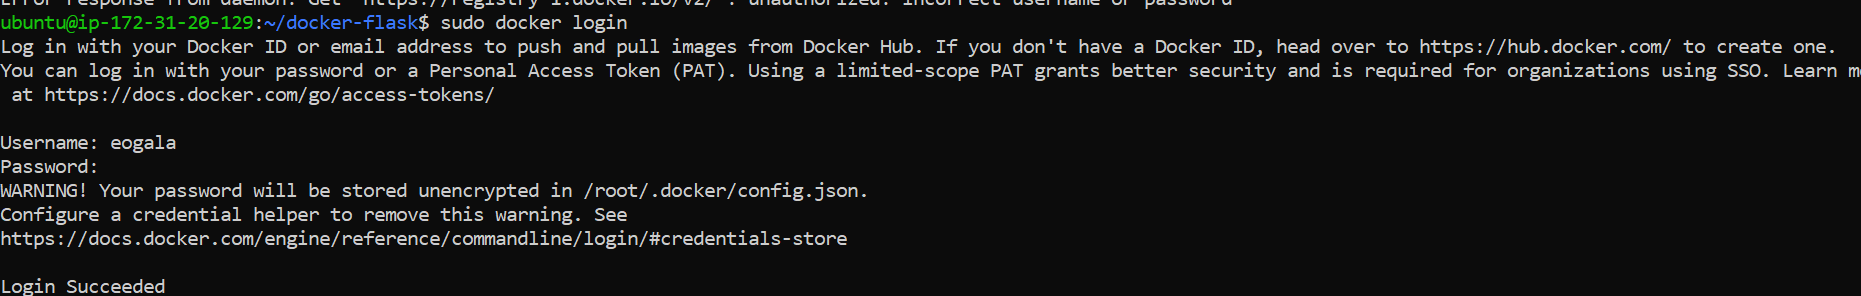 Error response from daemon: Get "https://registry-1.docker.io/v2/": unauthorized: incorrect username or password
ubuntu@ip-172-31-20-129:~/docker-flask$ sudo docker login
Log in with your Docker ID or email address to push and pull images from Docker Hub. If you don't have a Docker ID, head over to https://hub.docker.com/ to create one.
You can log in with your password or a Personal Access Token (PAT). Using a limited-scope PAT grants better security and is required for organizations using SSO. Learn m
at https://docs.docker.com/go/access-tokens/
Username: eogala
Password:
WARNING! Your password will be stored unencrypted in /root/.docker/config.json.
Configure a credential helper to remove this warning. See
https://docs.docker.com/engine/reference/commandline/login/#credentials-store
Login Succeeded